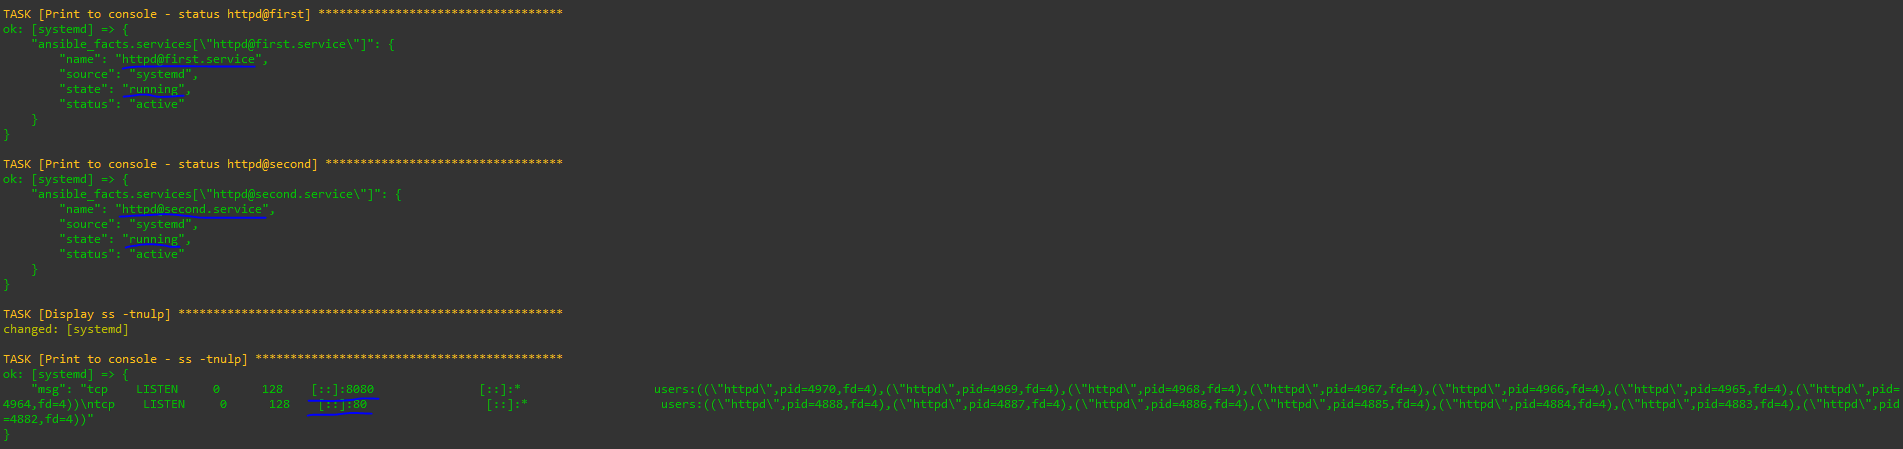 TASK [Print to console - status httpd@first] ***********************************
ok: [systemd] => {
    "ansible_facts.services[\"httpd@first.service\"]": {
        "name": "httpd@first.service",
        "source": "systemd",
        "state": "running",
        "status": "active"
    }
}
TASK [Print to console - status httpd@second] **********************************
ok: [systemd] => {
    "ansible_facts.services[\"httpd@second.service\"]": {
        "name": "httpd@second.service",
        "source": "systemd",
        "state": "running",
        "status": "active"
    }
}
TASK [Display ss -tnulp] *******************************************************
changed: [systemd]
TASK [Print to console - ss -tnulp] ********************************************
ok: [systemd] => {
    "msg": "tcp    LISTEN     0      128    [::]:8080               [::]:*                   users:((\"httpd\",pid=4970,fd=4),(\"httpd\",pid=4969,fd=4),(\"httpd\",pid=4968,fd=4),(\"httpd\",pid=4967,fd=4),(\"httpd\",pid=4966,fd=4),(\"httpd\",pid=4965,fd=4),(\"httpd\",pid=
4964,fd=4))\ntcp    LISTEN     0      128    [::]:80                 [::]:*                   users:((\"httpd\",pid=4888,fd=4),(\"httpd\",pid=4887,fd=4),(\"httpd\",pid=4886,fd=4),(\"httpd\",pid=4885,fd=4),(\"httpd\",pid=4884,fd=4),(\"httpd\",pid=4883,fd=4),(\"httpd\",pid
=4882,fd=4))"
}